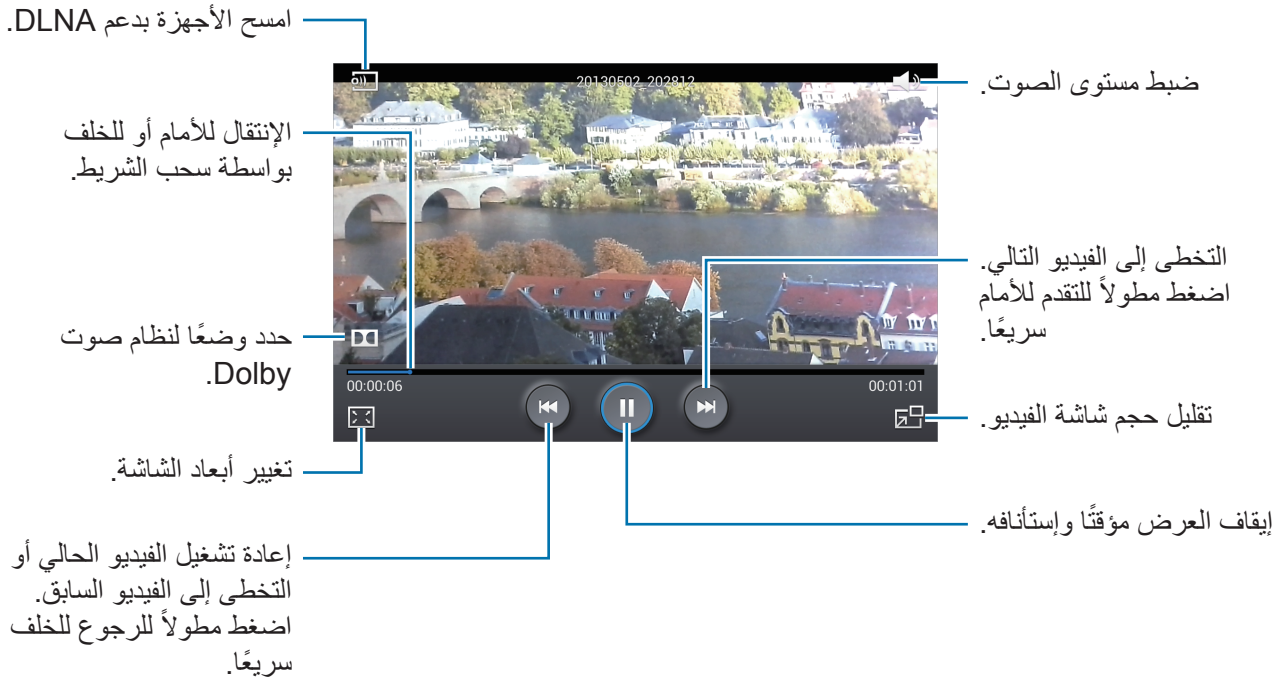 امسح الأجهزة بدعم DLNA.
20130502_202812
ضبط مستوى الصوت.
الإنتقال للأمام أو للخلف
بواسطة سحب الشريط.
التخطى إلى الفيديو التالي.
اضغط مطولاً للتقدم للأمام
سريعًا.
حدد وضعًا لنظام صوت
Dolby.
00:00:06
00:01:01
تقليل حجم شاشة الفيديو.
تغيير أبعاد الشاشة.
إيقاف العرض مؤقتًا وإستأنافه.
إعادة تشغيل الفيديو الحالي أو
التخطى إلى الفيديو السابق.
اضغط مطولاً للرجوع للخلف
سريعًا.